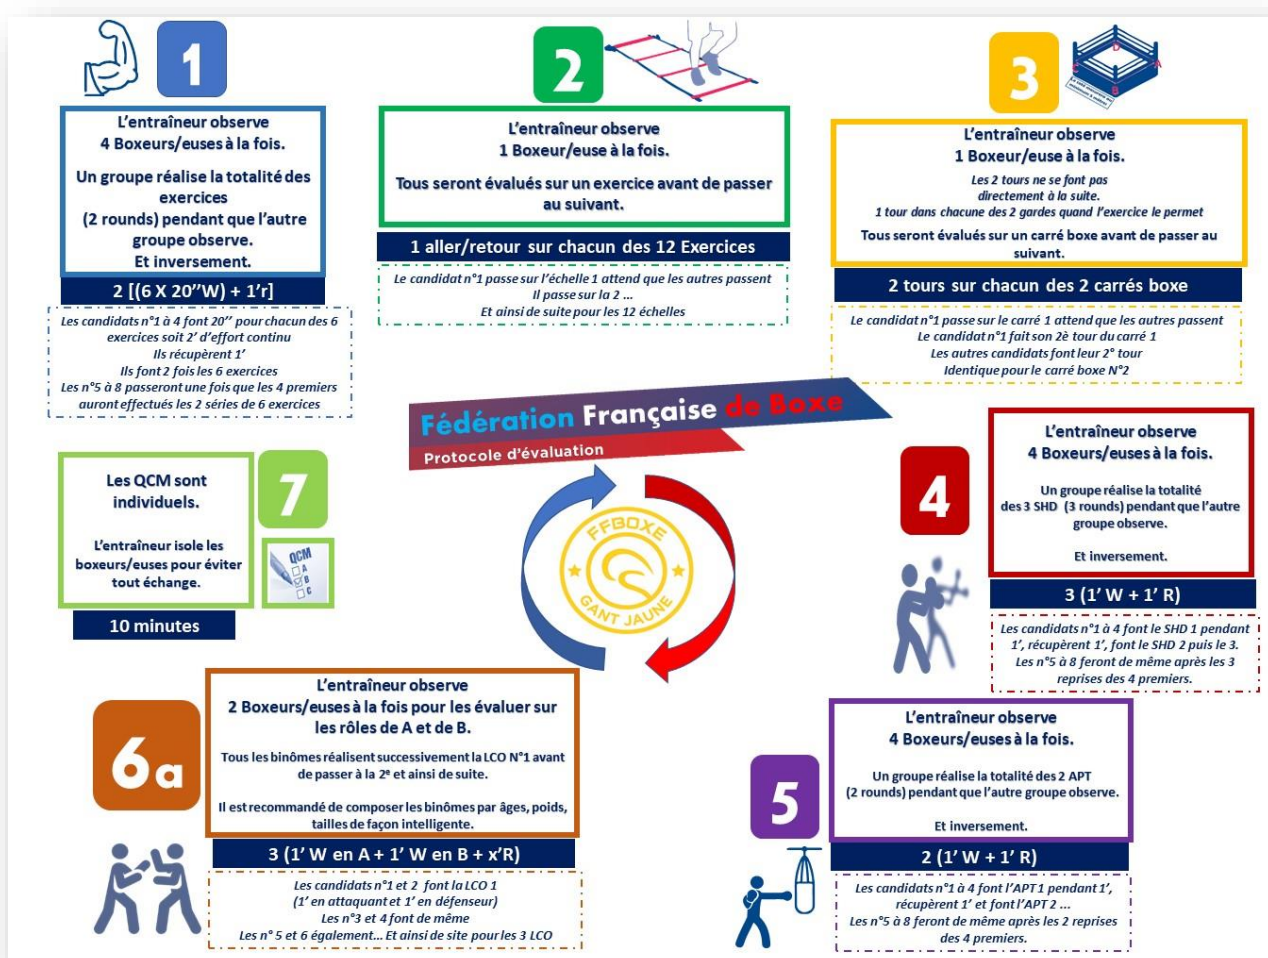 1
L'entraîneur observe
4 Boxeurs/euses à la fois.
Un groupe réalise la totalité des
exercices
(2 rounds) pendant que l'autre
groupe observe.
Et inversement.
2 [(6 X 20’’W) + 1’r]
Les candidats n°1 à 4 font 20’’ pour chacun des 6
exercices soit 2’ d’effort continu
Ils récupèrent 1’
Ils font 2 fois les 6 exercices
Les n°5 à 8 passeront une fois que les 4 premiers
auront effectués les 2 séries de 6 exercices
2
L’entraîneur observe
1 Boxeur/euse à la fois.
Tous seront évalués sur un exercice avant de passer
au suivant.
1 aller/retour sur chacun des 12 Exercices
Le candidat n°1 passe sur l’échelle 1 attend que les autres passent
Il passe sur la 2 ...
Et ainsi de suite pour les 12 échelles
3
D
C
A
B
L’entraîneur observe
1 Boxeur/euse à la fois.
Les 2 tours ne se font pas
directement à la suite.
1 tour dans chacune des 2 gardes quand l’exercice le permet
Tous seront évalués sur un carré boxe avant de passer au
suivant.
2 tours sur chacun des 2 carrés boxe
Le candidat n°1 passe sur le carré 1 attend que les autres passent
Le candidat n°1 fait son 2è tour du carré 1
Les autres candidats font leur 2° tour
Identique pour le carré boxe N°2
Fédération Française de Boxe
Protocole d’évaluation
FFBOXE
GANT JAUNE
4
L’entraîneur observe
4 Boxeurs/euses à la fois.
Un groupe réalise la totalité
des 3 SHD (3 rounds) pendant que l’autre
groupe observe.
Et inversement.
3 (1’ W + 1’ R)
Les candidats n°1 à 4 font le SHD 1 pendant
1’, récupèrent 1’, font le SHD 2 puis le 3.
Les n°5 à 8 feront de même après les 3
reprises des 4 premiers.
5
L’entraîneur observe
4 Boxeurs/euses à la fois.
Un groupe réalise la totalité des 2 APT
(2 rounds) pendant que l’autre groupe observe.
Et inversement.
2 (1’ W + 1’ R)
Les candidats n°1 à 4 font l’APT 1 pendant 1’,
récupèrent 1’ et font l’APT 2 ...
Les n°5 à 8 feront de même après les 2 reprises
des 4 premiers.
6a
L’entraîneur observe
2 Boxeurs/euses à la fois pour les évaluer sur
les rôles de A et de B.
Tous les binômes réalisent successivement la LCO N°1 avant
de passer à la 2ᵉ et ainsi de suite.
Il est recommandé de composer les binômes par âges, poids,
tailles de façon intelligente.
3 (1’ W en A + 1’ W en B + x’R)
Les candidats n°1 et 2 font la LCO 1
(1’ en attaquant et 1’ en défenseur)
Les n°3 et 4 font de même
Les n° 5 et 6 également... Et ainsi de site pour les 3 LCO
7
Les QCM sont
individuels.
L’entraîneur isole les
boxeurs/euses pour éviter
tout échange.
10 minutes
QCM
A
B
C